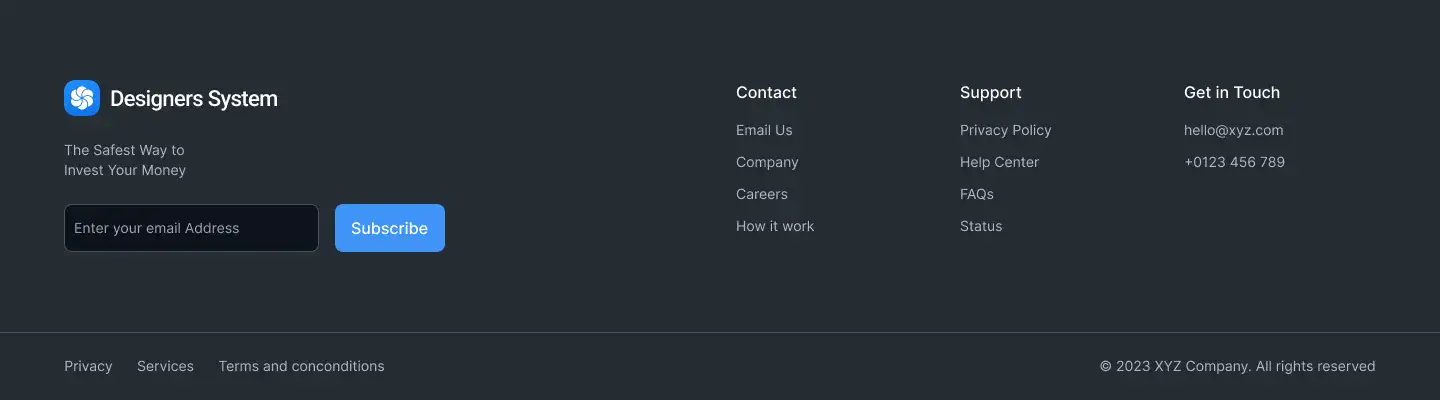 Designers System
The Safest Way to
Invest Your Money
Enter your email Address
Subscribe
Contact
Email Us
Company
Careers
How it work
Support
Privacy Policy
Help Center
FAQs
Status
Get in Touch
hello@xyz.com
+0123 456 789
Privacy
Services
Terms and conconditions
© 2023 XYZ Company. All rights reserved